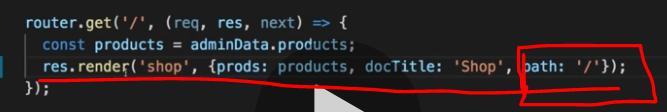 router.get('/', (req, res, next) => {
const products = adminData.products;
res.render('shop', {prods: products, docTitle: 'Shop', path: '/'});
});